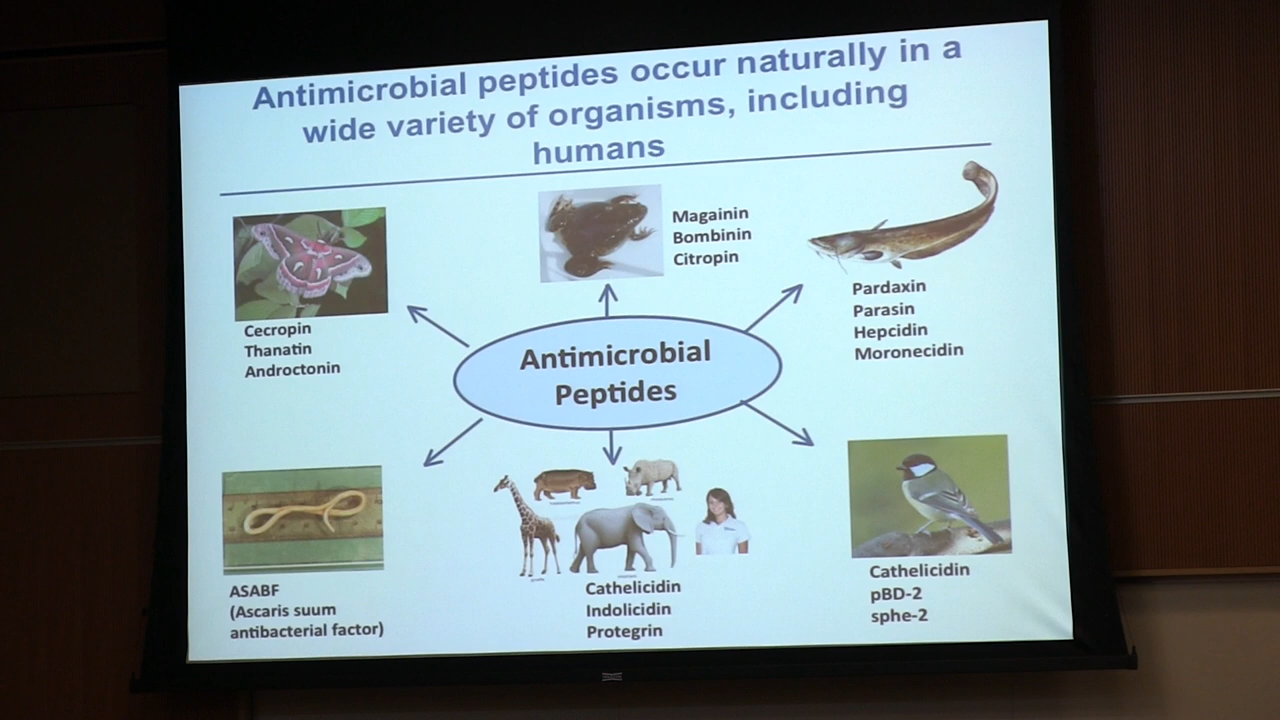 Antimicrobial peptides occur naturally in a
wide variety of organisms, including
humans
Magainin
Bombinin
Citropin
Cecropin
Thanatin
Androctonin
Pardaxin
Parasin
Hepcidin
Moronecidin
Antimicrobial
Peptides
ASABF
(Ascaris suum
antibacterial factor)
Cathelicidin
Indolicidin
Protegrin
Cathelicidin
pBD-2
sphe-2